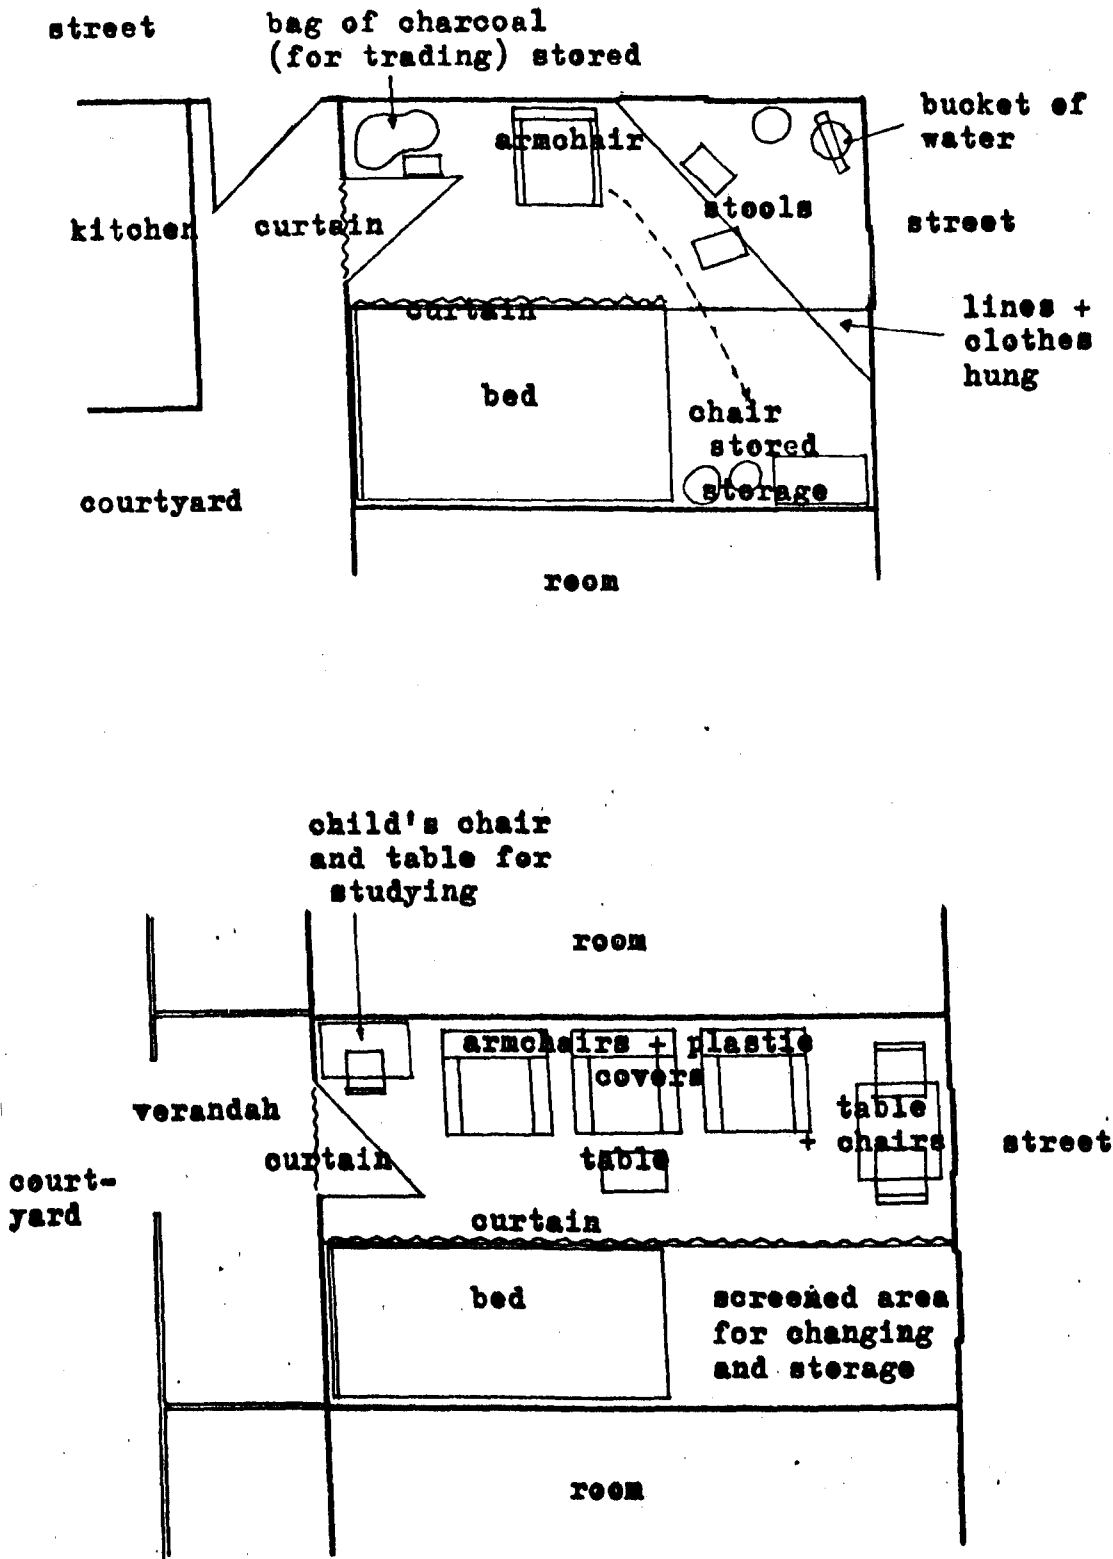 street
bag of charcoal
(for trading) stored
armchair
bucket of
water
kitchen
curtain
stools
street
curtain
lines +
clothes
hung
bed
chair
stored
storage
courtyard
room
child's chair
and table for
studying
room
armchairs + plastic
covers
verandah
table
+ chairs
street
curtain
table
court-
yard
curtain
bed
screened area
for changing
and storage
room